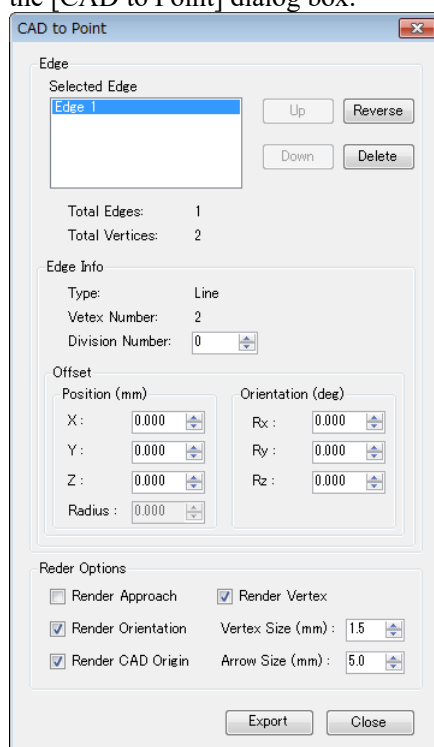 the [CAD to Point] dialog box.
CAD to Point
Edge
Selected Edge
Edge 1
Up Reverse
Down Delete
Total Edges: 1
Total Vertices: 2
Edge Info
Type: Line
Vetex Number: 2
Division Number: 0
Offset
Position (mm) Orientation (deg)
X : 0.000 Rx : 0.000
Y : 0.000 Ry : 0.000
Z : 0.000 Rz : 0.000
Radius : 0.000
Reder Options
Render Approach Render Vertex
Render Orientation Vertex Size (mm) : 1.5
Render CAD Origin Arrow Size (mm) : 5.0
Export Close